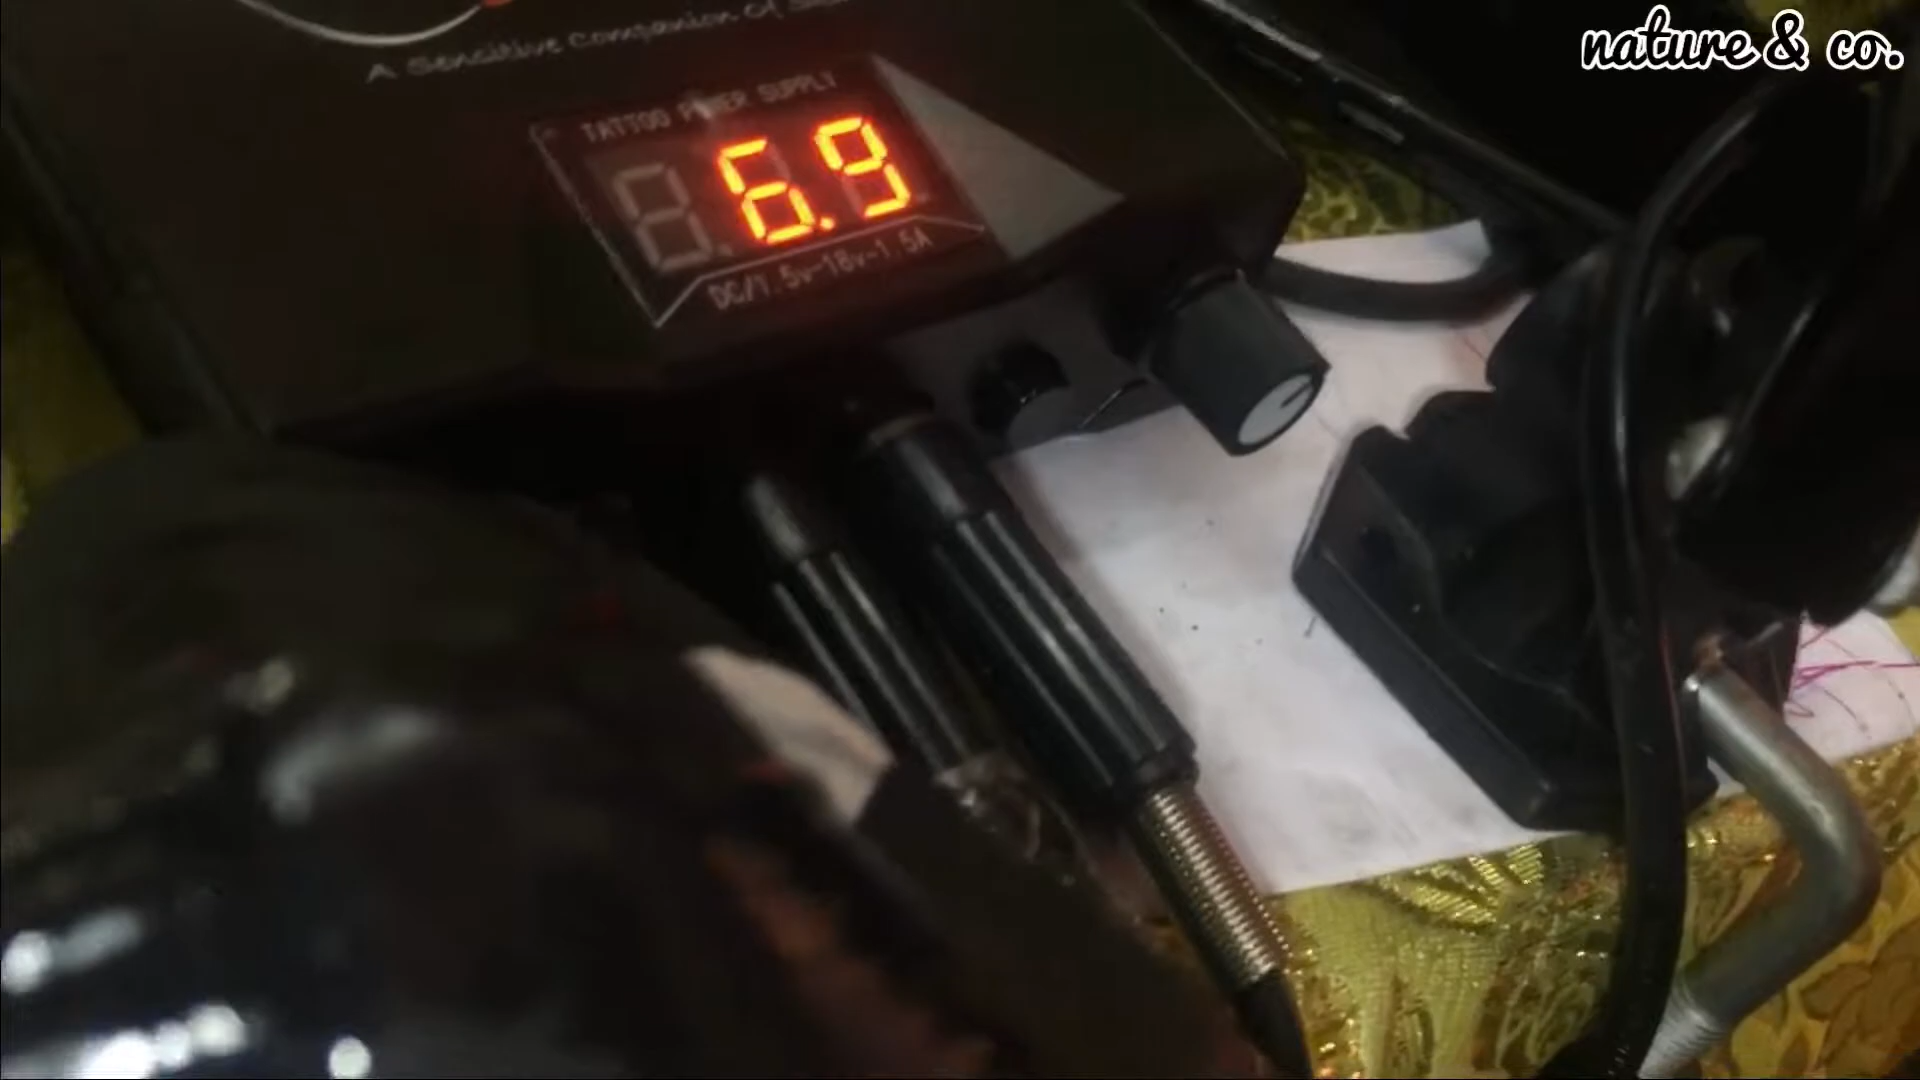 nature & co.
A Sensitive Companion Of
TATTOO POWER SUPPLY
6.9
DC/1.5v-18v-1.5A